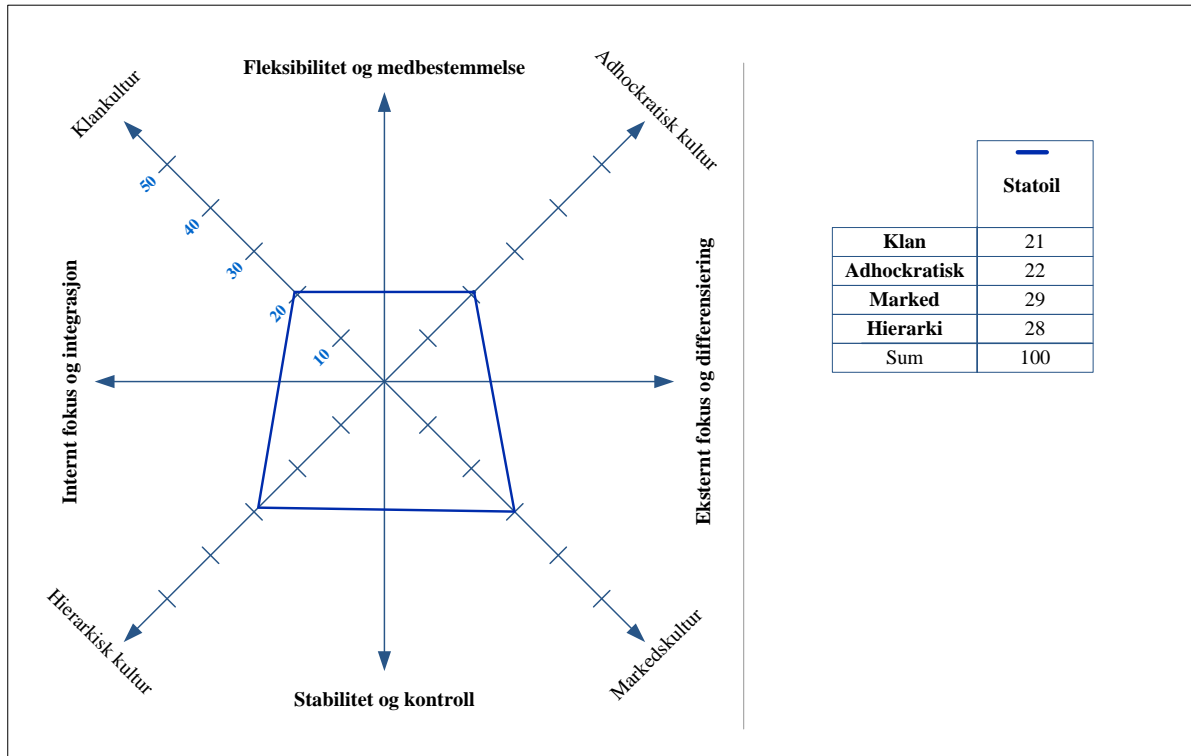 Fleksibilitet og medbestemmelse
Klankultur
Adhockratisk kultur
50
40
30
20
10
Internt fokus og integrasjon
Eksternt fokus og differensiering
Hierarkisk kultur
Markedskultur
Stabilitet og kontroll
Statoil
Klan 21
Adhockratisk 22
Marked 29
Hierarki 28
Sum 100